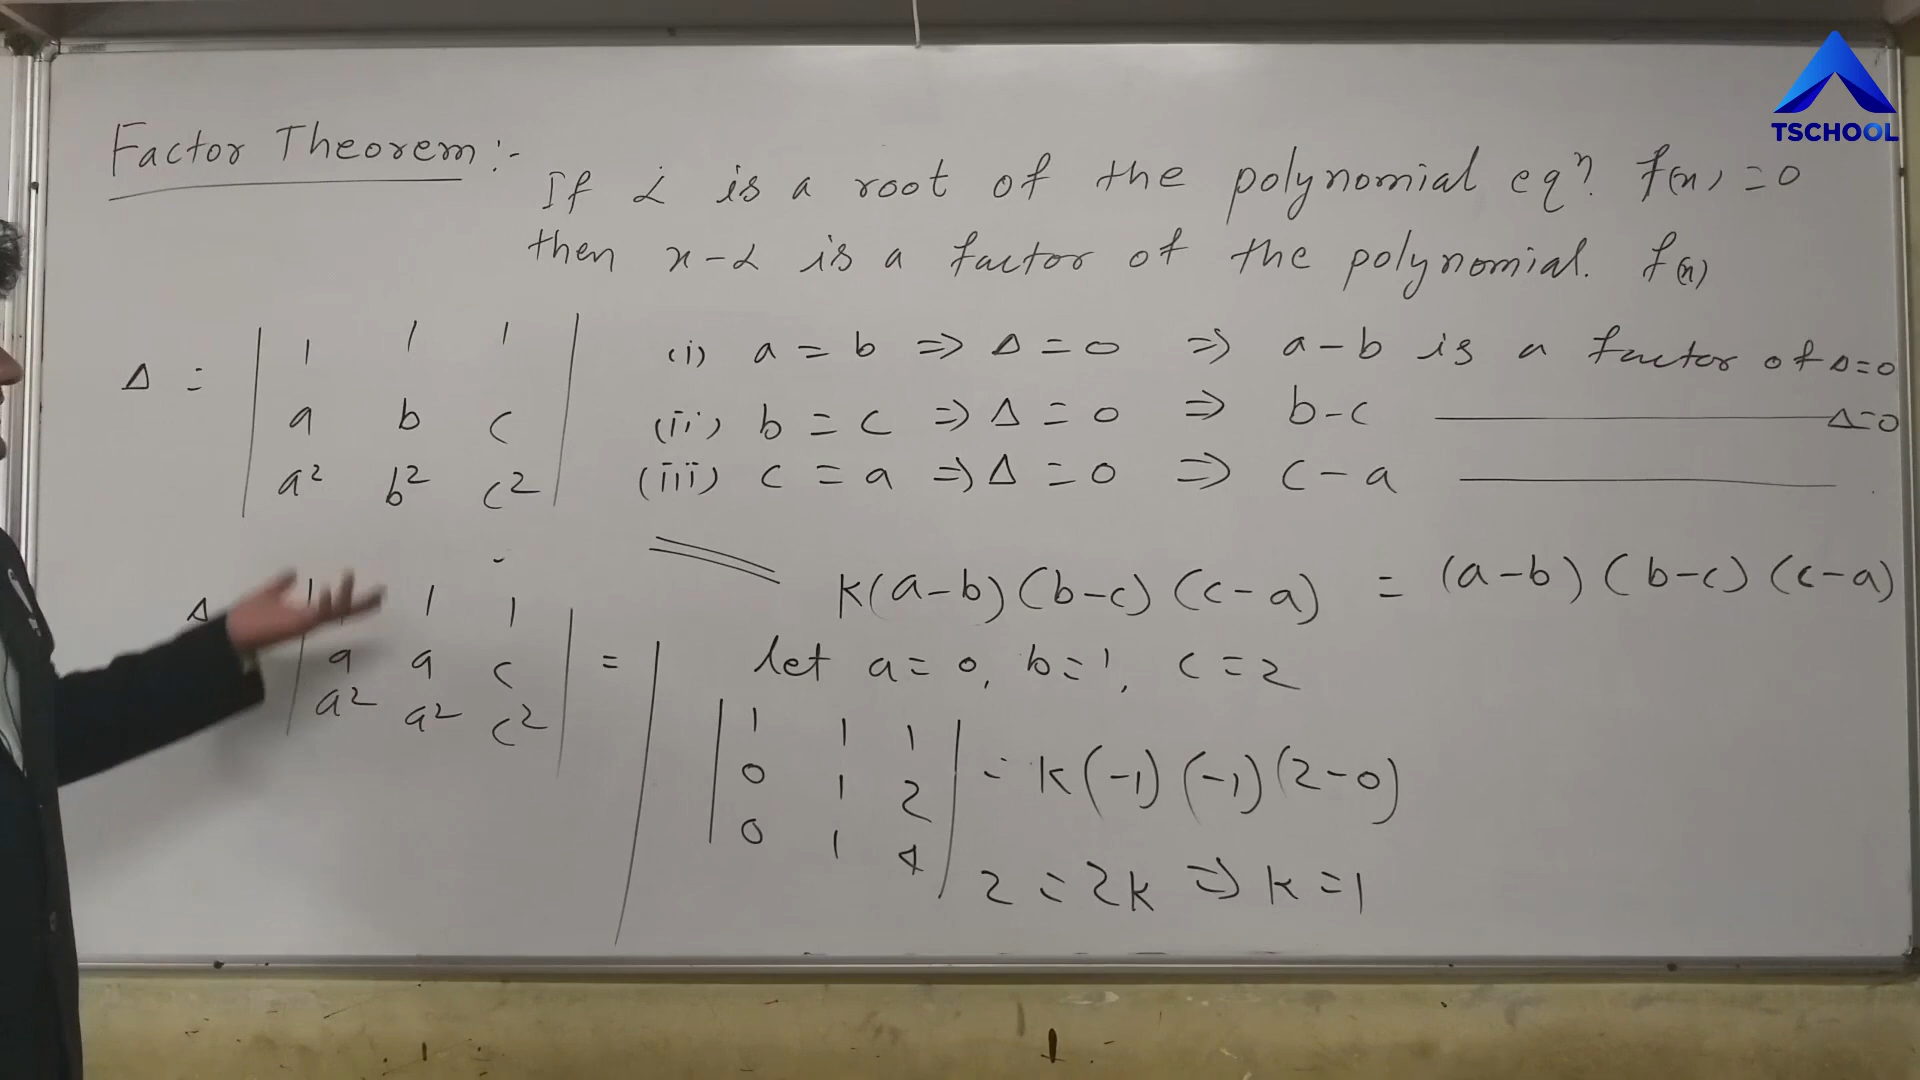 TSCHOOL
Factor Theorem :-
If α is a root of the polynomial eqⁿ. f(x) = 0
then x-α is a factor of the polynomial. f(x)
Δ = | 1 1 1 |
| a b c |
| a² b² c² |
(i) a = b => Δ = 0 => a-b is a factor of Δ=0
(ii) b = c => Δ = 0 => b-c ———— Δ=0
(iii) c = a => Δ = 0 => c-a ————
Δ | 1 1 1 | =
| a a c |
| a² a² c² |
K(a-b)(b-c)(c-a) = (a-b)(b-c)(c-a)
let a=0, b=1, c=2
| 1 1 1 |
| 0 1 2 | = K(-1)(-1)(2-0)
| 0 1 4 |
2 = 2K => K=1